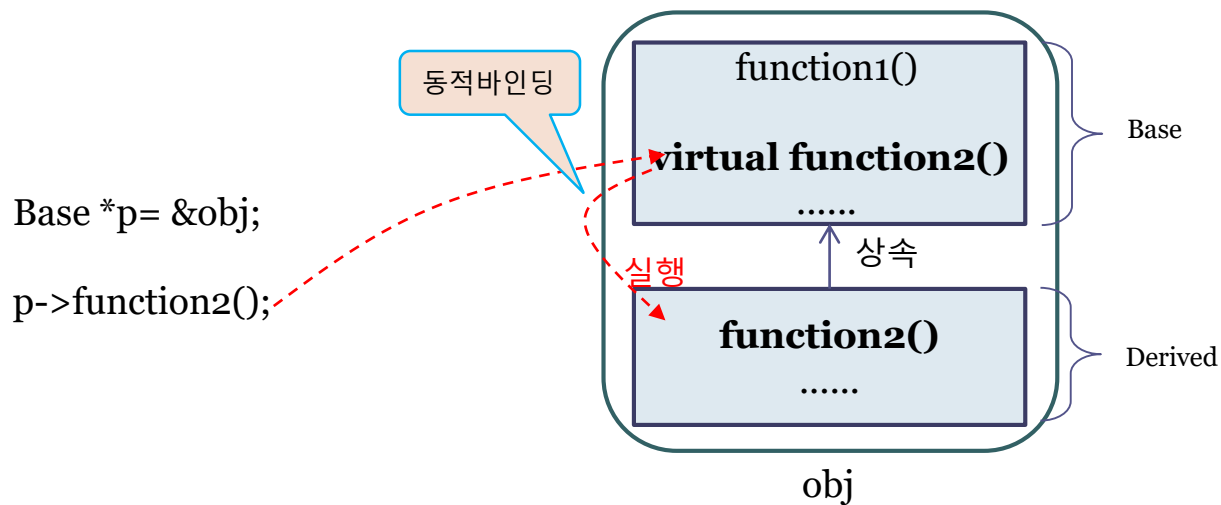 동적바인딩
function1()
virtual function2()
......
Base
Base *p= &obj;
p->function2();
상속
실행
function2()
......
Derived
obj